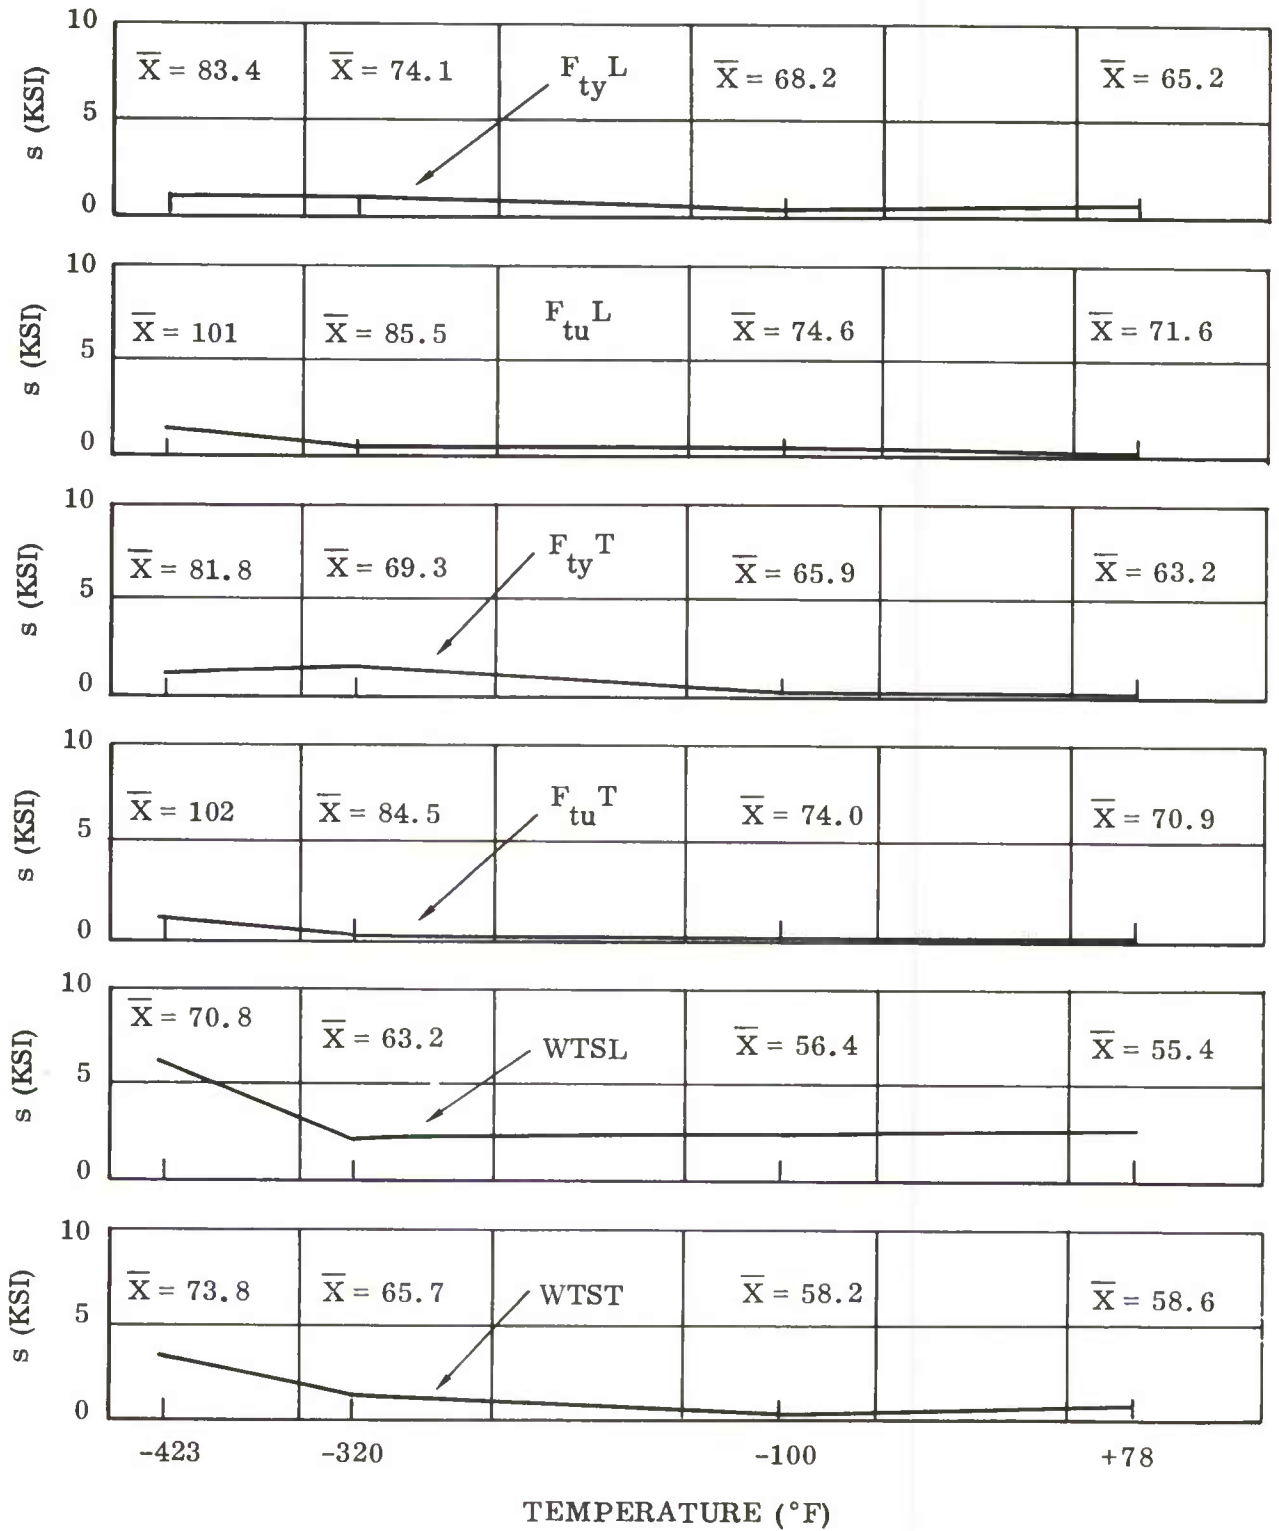 10
X̅ = 83.4 X̅ = 74.1 FtyL X̅ = 68.2 X̅ = 65.2
5
s (KSI)
0
10
X̅ = 101 X̅ = 85.5 FtuL X̅ = 74.6 X̅ = 71.6
5
s (KSI)
0
10
X̅ = 81.8 X̅ = 69.3 FtyT X̅ = 65.9 X̅ = 63.2
5
s (KSI)
0
10
X̅ = 102 X̅ = 84.5 FtuT X̅ = 74.0 X̅ = 70.9
5
s (KSI)
0
10
X̅ = 70.8 X̅ = 63.2 WTSL X̅ = 56.4 X̅ = 55.4
5
s (KSI)
0
10
X̅ = 73.8 X̅ = 65.7 WTST X̅ = 58.2 X̅ = 58.6
5
s (KSI)
0
-423 -320 -100 +78
TEMPERATURE (°F)